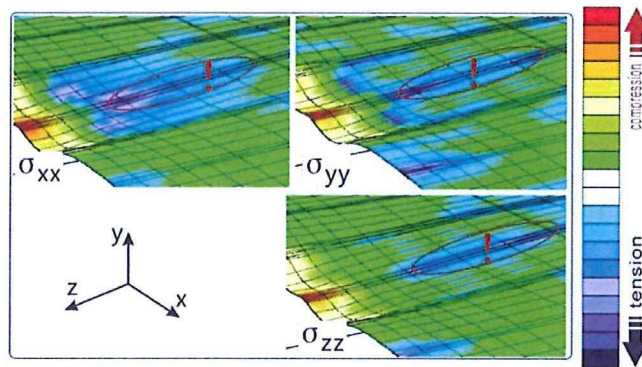 !
!
σxx
σyy
compression
y
z
x
!
σzz
tension